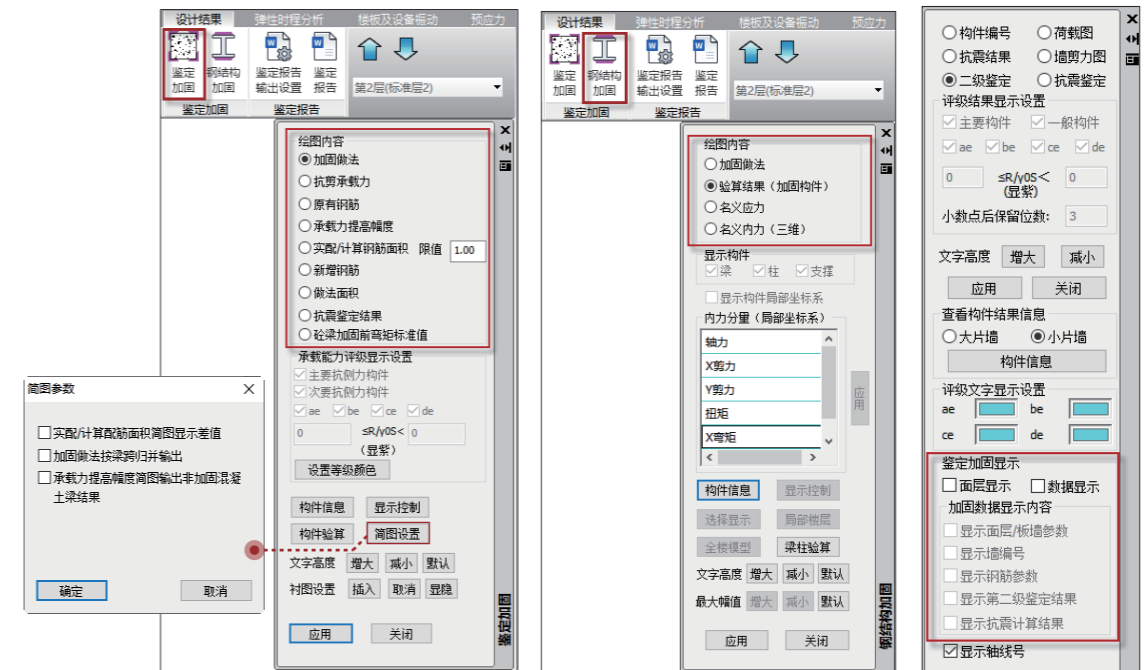 设计结果 弹性时程分析 楼板及设备振动 预应力
鉴定加固 钢结构加固 鉴定报告输出设置 鉴定报告
第2层(标准层2)
鉴定加固 鉴定报告
绘图内容
加固做法
抗剪承载力
原有钢筋
承载力提高幅度
实配/计算钢筋面积 限值 1.00
新增钢筋
做法面积
抗震鉴定结果
砼梁加固前弯矩标准值
承载能力评级显示设置
主要抗侧力构件
次要抗侧力构件
ae be ce de
0 ≤R/γ0S< 0
(显紫)
设置等级颜色
构件信息 显示控制
构件验算 简图设置
文字高度 增大 减小 默认
衬图设置 插入 取消 显隐
应用 关闭
鉴定加固
简图参数
实配/计算配筋面积简图显示差值
加固做法按梁跨归并输出
承载力提高幅度简图输出非加固混凝
土梁结果
确定 取消
设计结果 弹性时程分析 楼板及设备振动 预应力
鉴定加固 钢结构加固 鉴定报告输出设置 鉴定报告
第2层(标准层2)
鉴定加固 鉴定报告
绘图内容
加固做法
验算结果（加固构件）
名义应力
名义内力（三维）
显示构件
梁 柱 支撑
显示构件局部坐标系
内力分量（局部坐标系）
轴力
X剪力
Y剪力
扭矩
X弯矩
应用
构件信息 显示控制
选择显示 局部楼层
全楼模型 梁柱验算
文字高度 增大 减小 默认
最大幅值 增大 减小 默认
应用 关闭
钢结构加固
构件编号 荷载图
抗震结果 墙剪力图
二级鉴定 抗震鉴定
评级结果显示设置
主要构件 一般构件
ae be ce de
0 ≤R/γ0S< 0
(显紫)
小数点后保留位数: 3
文字高度 增大 减小
应用 关闭
查看构件结果信息
大片墙 小片墙
构件信息
评级文字显示设置
ae be
ce de
鉴定加固显示
面层显示 数据显示
加固数据显示内容
显示面层/板墙参数
显示墙编号
显示钢筋参数
显示第二级鉴定结果
显示抗震计算结果
显示轴线号